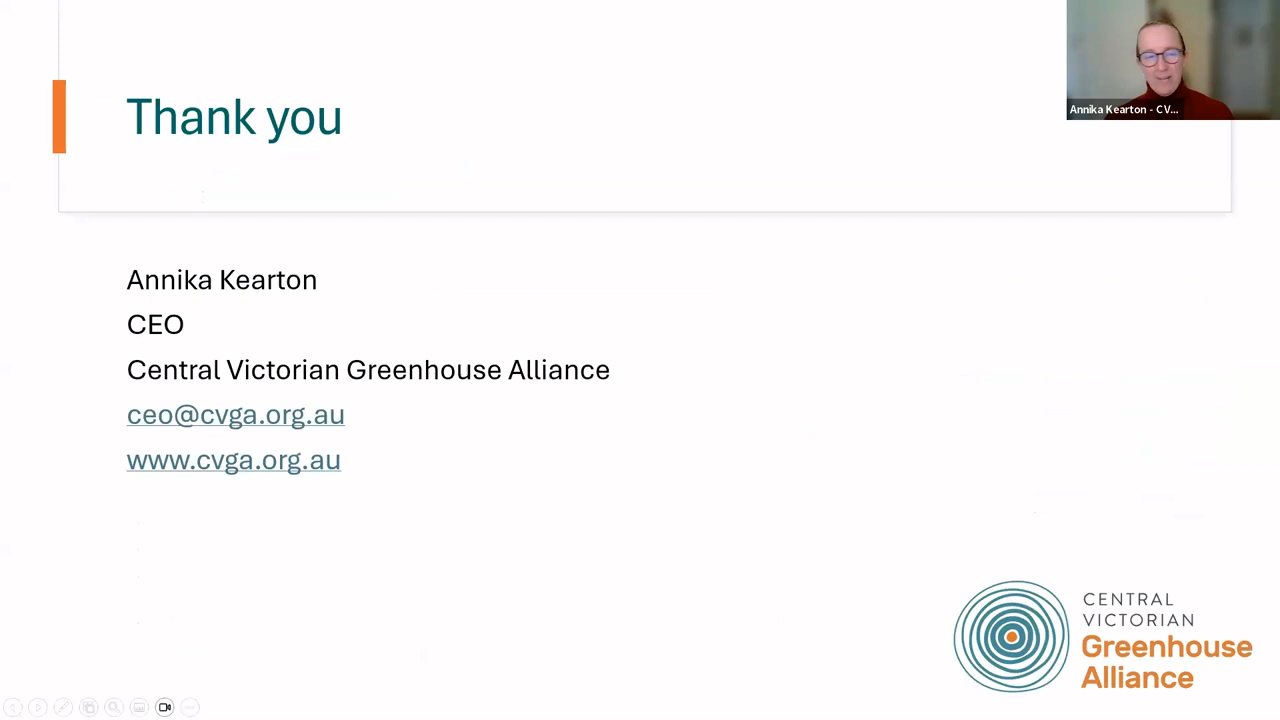 Thank you
Annika Kearton - CV...
Annika Kearton
CEO
Central Victorian Greenhouse Alliance
ceo@cvga.org.au
www.cvga.org.au
CENTRAL
VICTORIAN
Greenhouse
Alliance